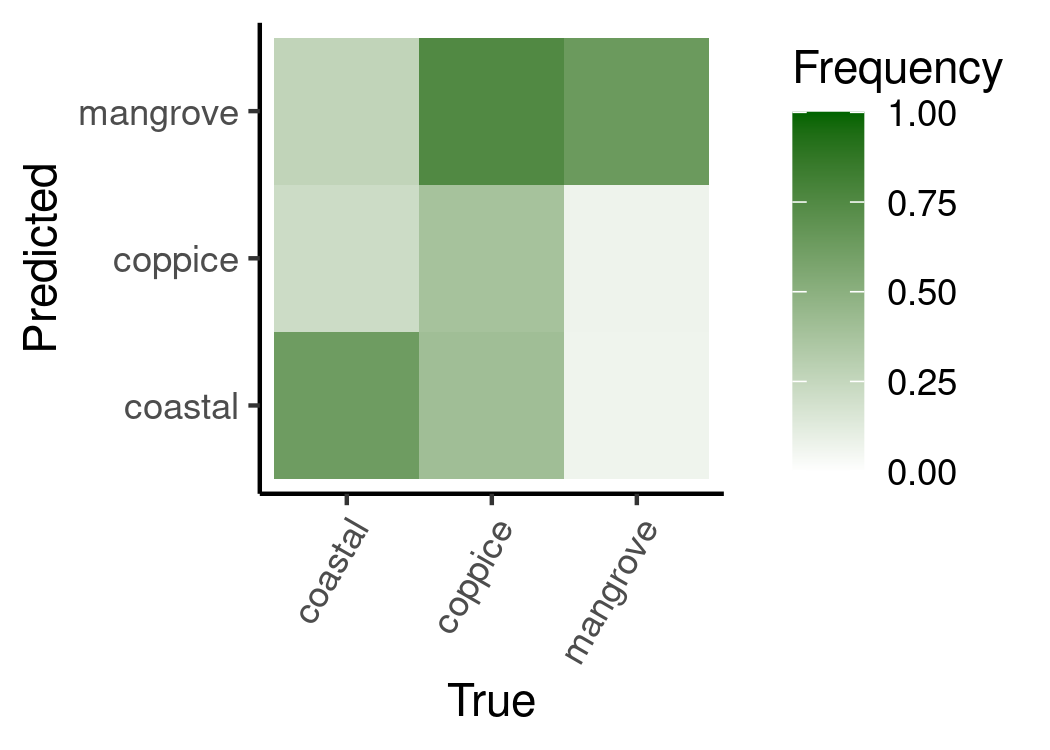 Predicted
mangrove
coppice
coastal
coastal
coppice
mangrove
True
Frequency
1.00
0.75
0.50
0.25
0.00